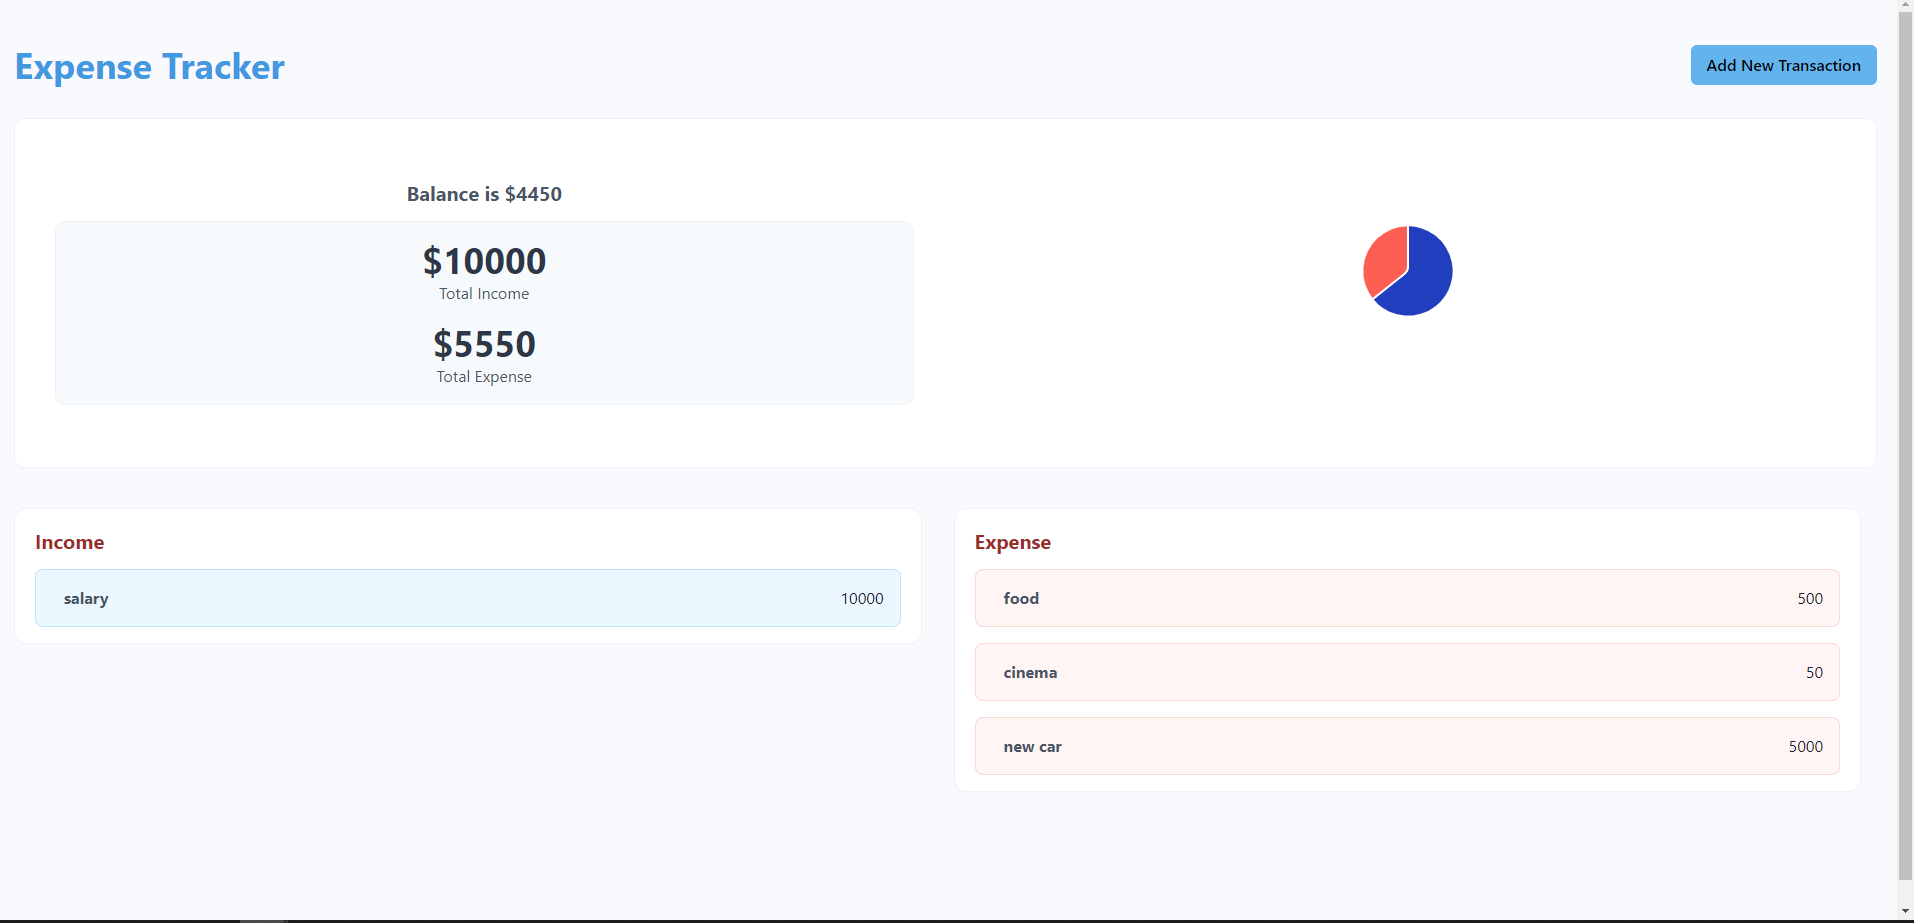 Expense Tracker
Add New Transaction
Balance is $4450
$10000
Total Income
$5550
Total Expense
Income
salary 10000
Expense
food 500
cinema 50
new car 5000